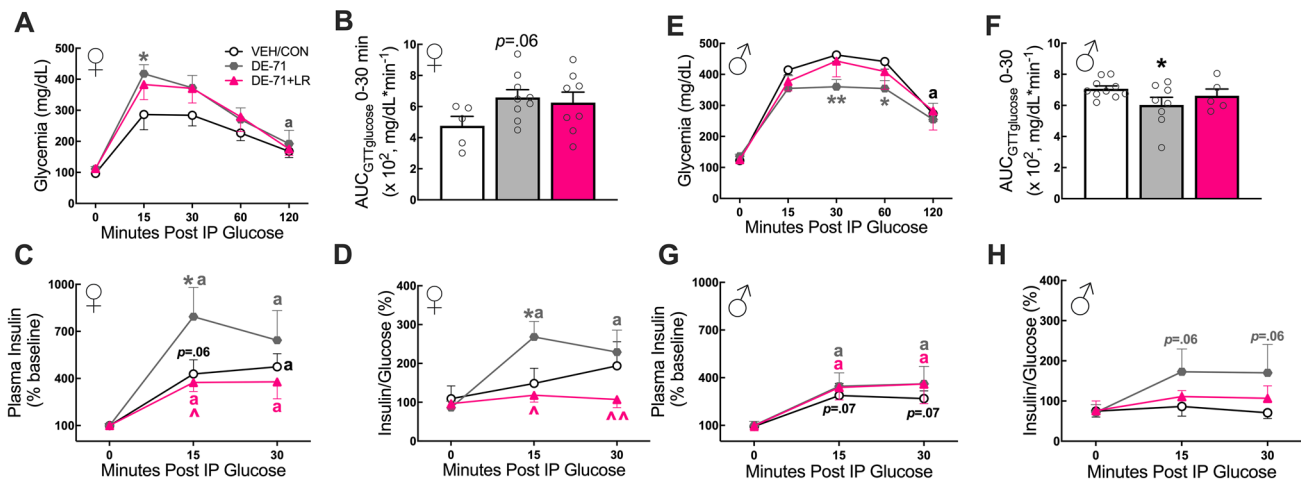 A
♀
Glycemia (mg/dL)
500
400
300
200
100
0
*
a
VEH/CON
DE-71
DE-71+LR
0 15 30 60 120
Minutes Post IP Glucose
B
♀
p=.06
AUCGTTglucose 0-30 min
(x 10², mg/dL*min-1)
10
8
6
4
2
0
E
♂
Glycemia (mg/dL)
500
400
300
200
100
0
** *
a
0 15 30 60 120
Minutes Post IP Glucose
F
♂
*
AUCGTTglucose 0-30
(x 10², mg/dL*min-1)
10
8
6
4
2
0
C
♀
Plasma Insulin
(% baseline)
1000
700
400
100
*a
a
p=.06
a
a
^
a
0 15 30
Minutes Post IP Glucose
D
♀
Insulin/Glucose (%)
400
300
200
100
0
*a
a
^
^^
0 15 30
Minutes Post IP Glucose
G
♂
Plasma Insulin
(% baseline)
1000
700
400
100
a a
a a
p=.07 p=.07
0 15 30
Minutes Post IP Glucose
H
♂
Insulin/Glucose (%)
400
300
200
100
0
p=.06 p=.06
0 15 30
Minutes Post IP Glucose